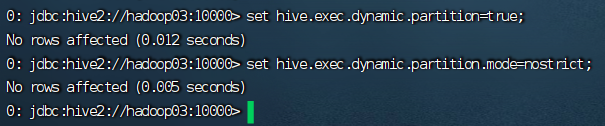 0: jdbc:hive2://hadoop03:10000> set hive.exec.dynamic.partition=true;
No rows affected (0.012 seconds)
0: jdbc:hive2://hadoop03:10000> set hive.exec.dynamic.partition.mode=nostrict;
No rows affected (0.005 seconds)
0: jdbc:hive2://hadoop03:10000>